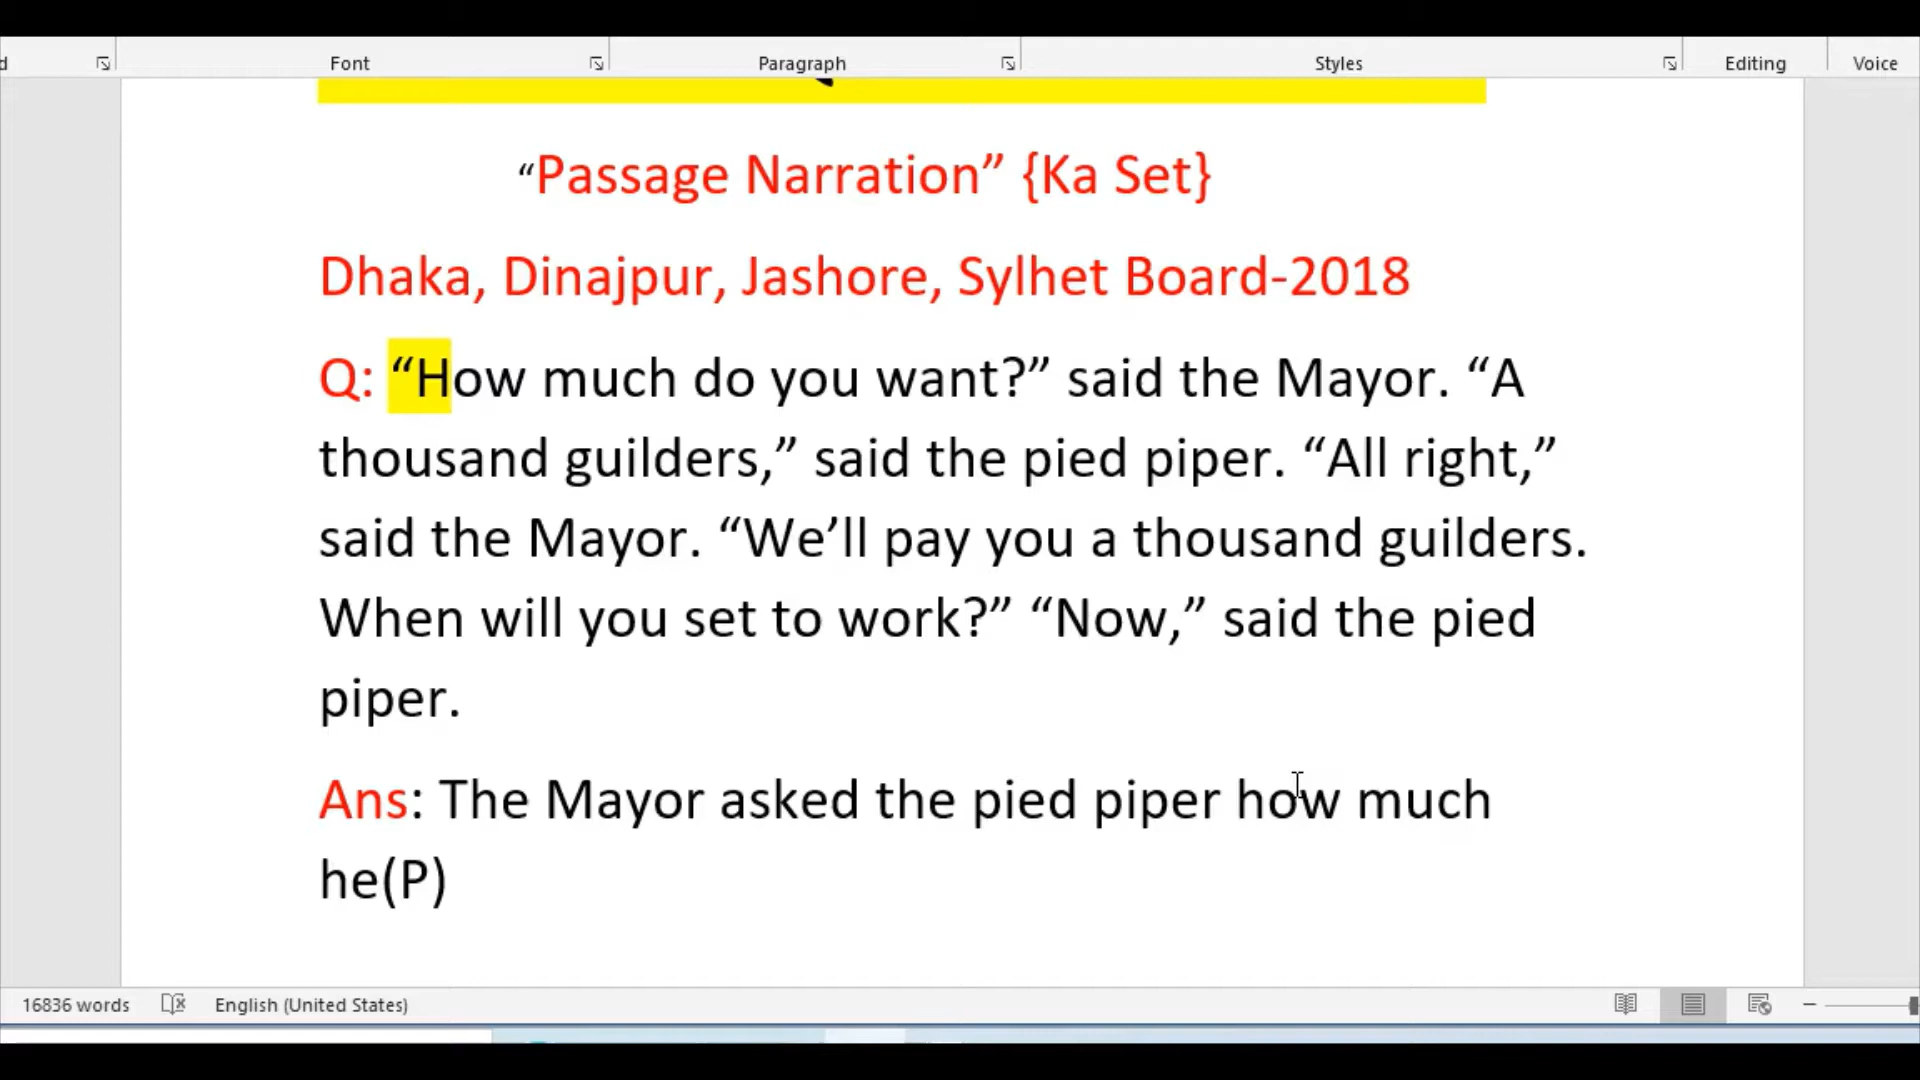 Font Paragraph Styles Editing Voice
“Passage Narration” {Ka Set}
Dhaka, Dinajpur, Jashore, Sylhet Board-2018
Q: “How much do you want?” said the Mayor. “A
thousand guilders,” said the pied piper. “All right,”
said the Mayor. “We’ll pay you a thousand guilders.
When will you set to work?” “Now,” said the pied
piper.
Ans: The Mayor asked the pied piper how much
he(P)
16836 words English (United States)